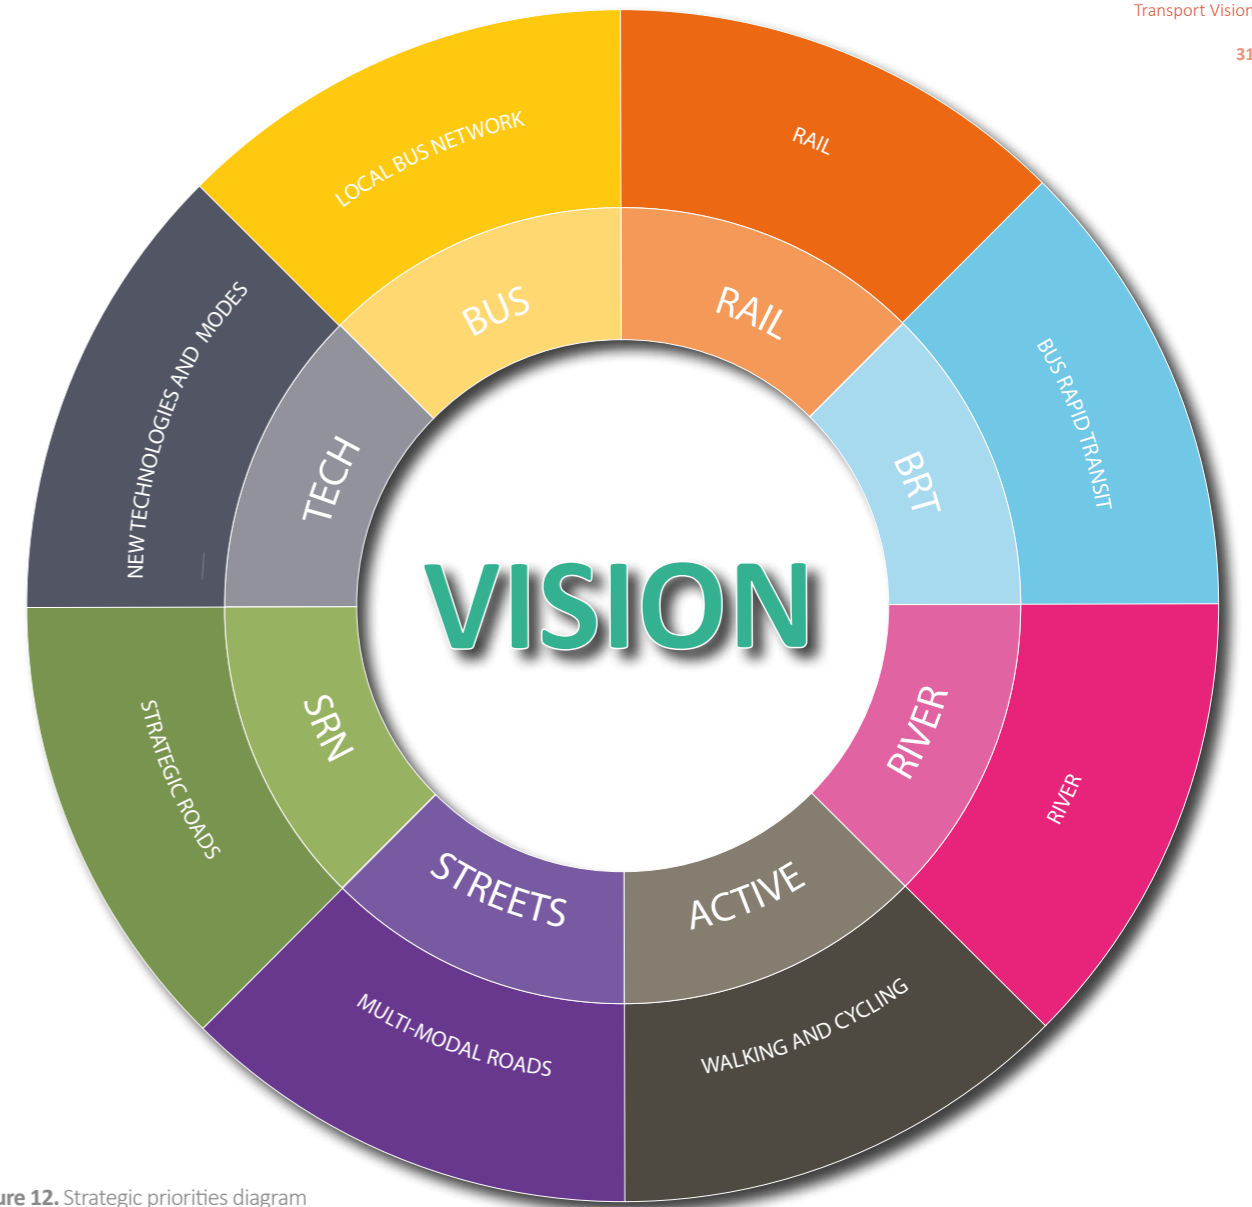 Transport Vision
31
LOCAL BUS NETWORK
RAIL
BUS
RAIL
NEW TECHNOLOGIES AND MODES
BUS RAPID TRANSIT
TECH
BRT
VISION
SRN
RIVER
STRATEGIC ROADS
RIVER
STREETS
ACTIVE
MULTI-MODAL ROADS
WALKING AND CYCLING
ure 12. Strategic priorities diagram